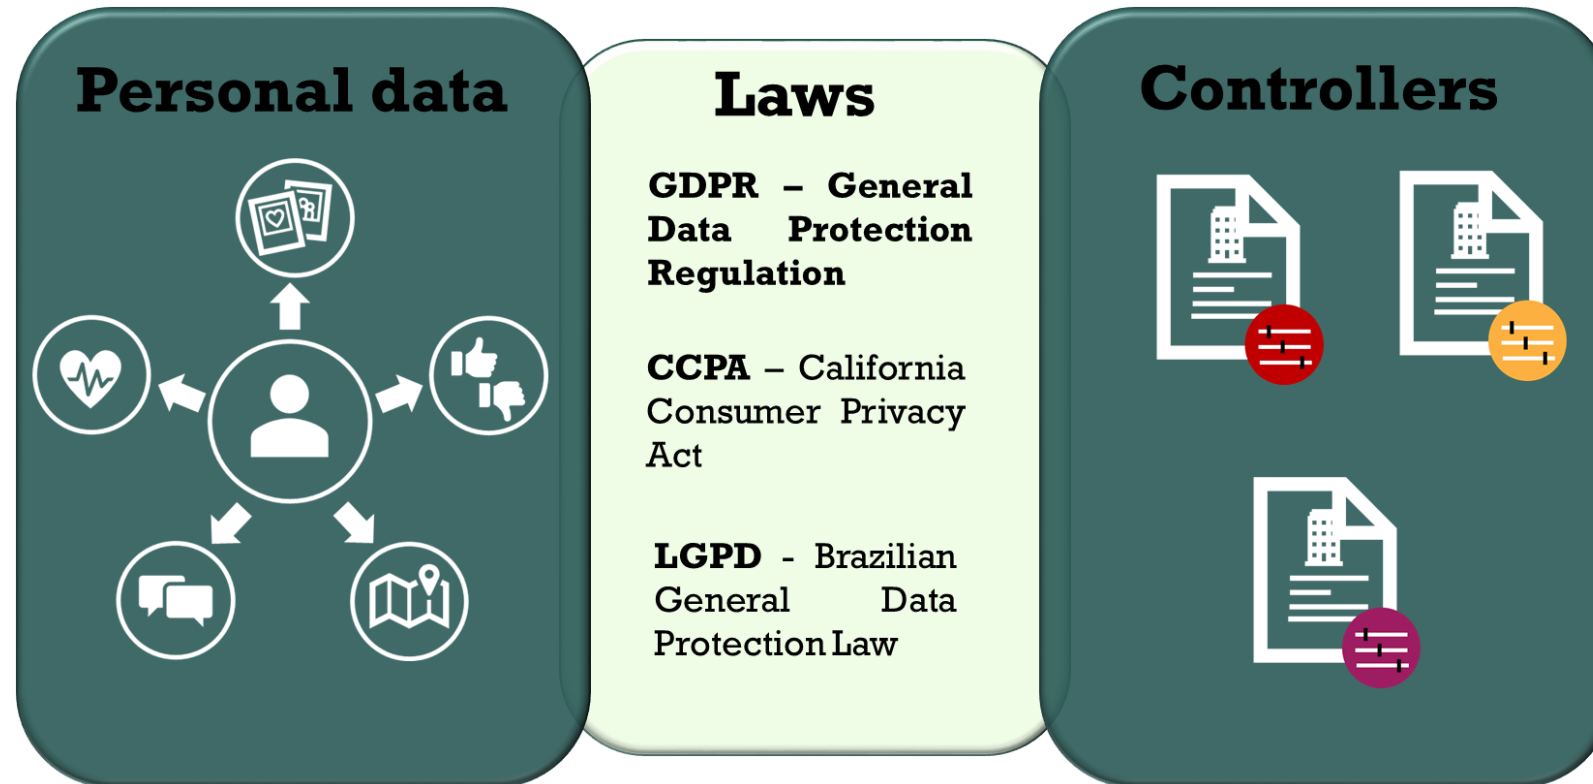 Personal data
Laws
GDPR – General
Data Protection
Regulation
CCPA – California
Consumer Privacy
Act
LGPD - Brazilian
General Data
Protection Law
Controllers